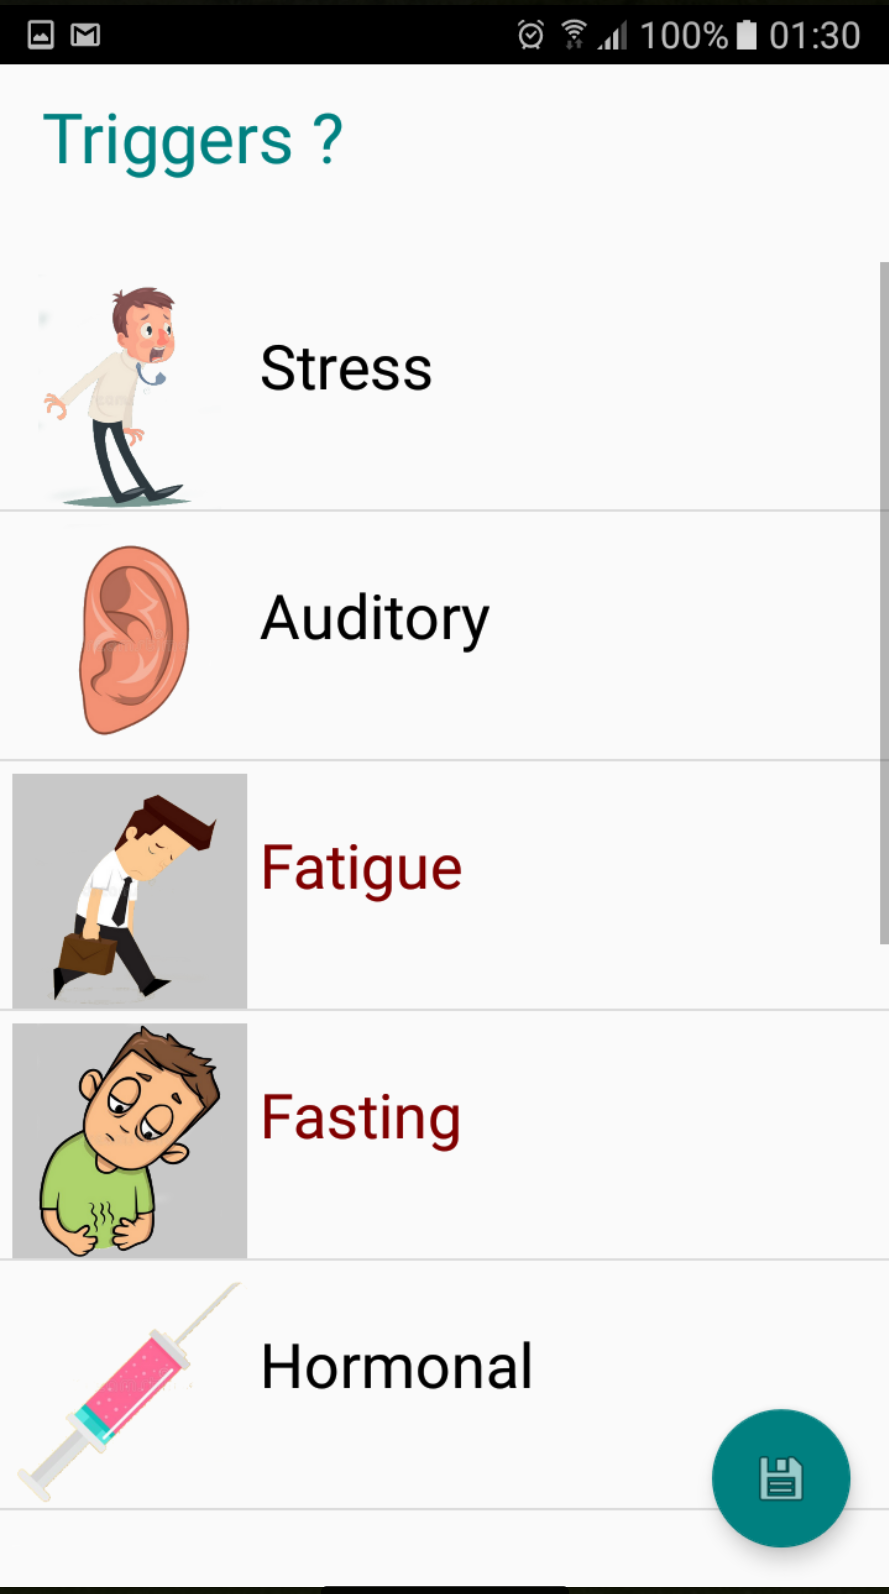 100% 01:30
Triggers ?
Stress
Auditory
Fatigue
Fasting
Hormonal